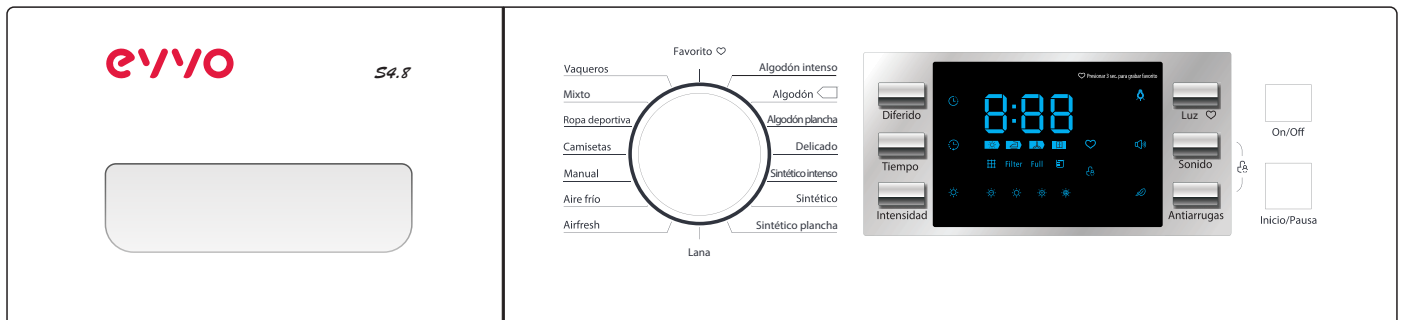 evvo
S4.8
Favorito
Vaqueros
Mixto
Ropa deportiva
Camisetas
Manual
Aire frío
Airfresh
Algodón intenso
Algodón
Algodón plancha
Delicado
Sintético intenso
Sintético
Sintético plancha
Lana
Presionar 3 sec. para grabar favorito
8:88
Filter
Full
Diferido
Tiempo
Intensidad
Luz
Sonido
Antiarrugas
On/Off
Inicio/Pausa